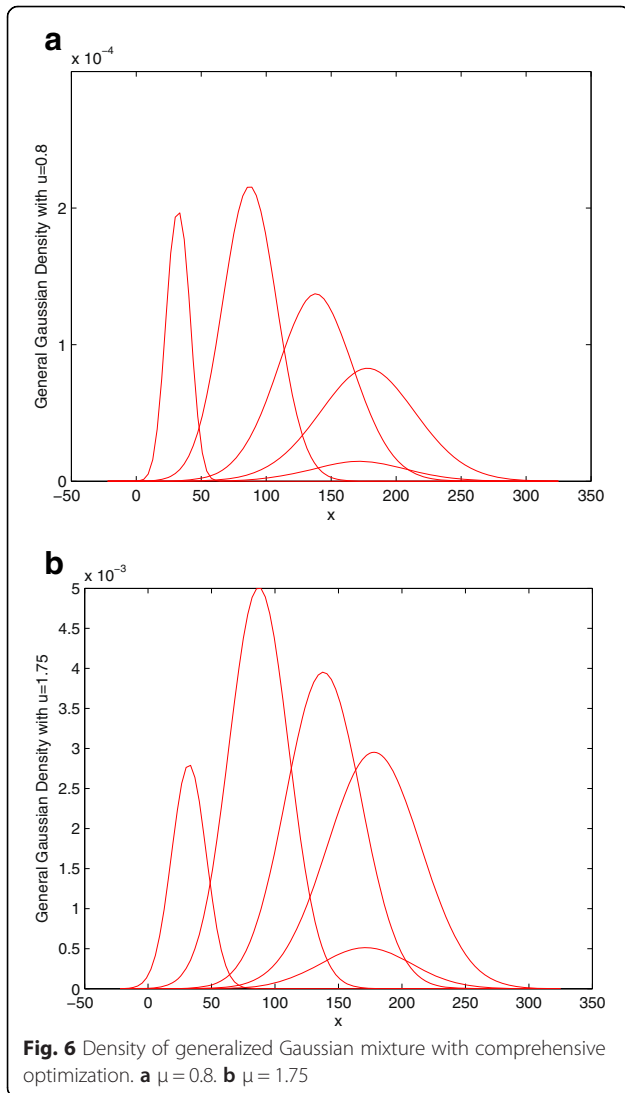 a
x 10⁻⁴
General Gaussian Density with u=0.8
2
1
0
−50 0 50 100 150 200 250 300 350
x
b
x 10⁻³
General Gaussian Density with u=1.75
5
4.5
4
3.5
3
2.5
2
1.5
1
0.5
0
−50 0 50 100 150 200 250 300 350
x
Fig. 6 Density of generalized Gaussian mixture with comprehensive
optimization. a μ = 0.8. b μ = 1.75